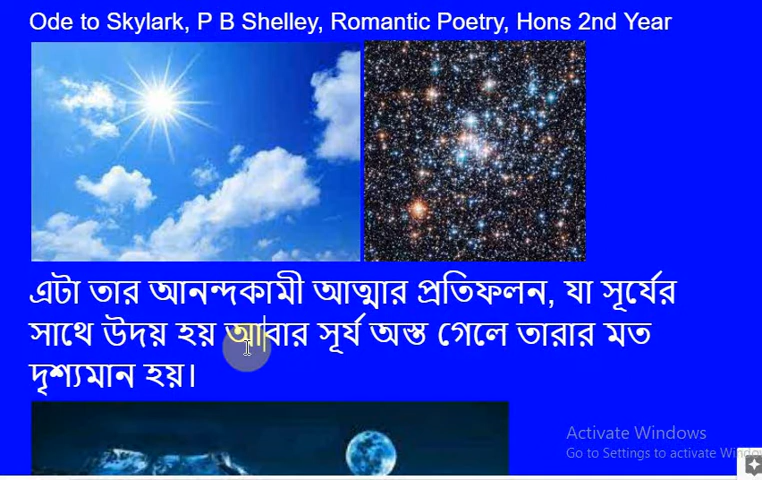 Ode to Skylark, P B Shelley, Romantic Poetry, Hons 2nd Year
এটা তার আনন্দকামী আত্মার প্রতিফলন, যা সূর্যের
সাথে উদয় হয় আবার সূর্য অস্ত গেলে তারার মত
দৃশ্যমান হয়।
Activate Windows
Go to Settings to activate Windows